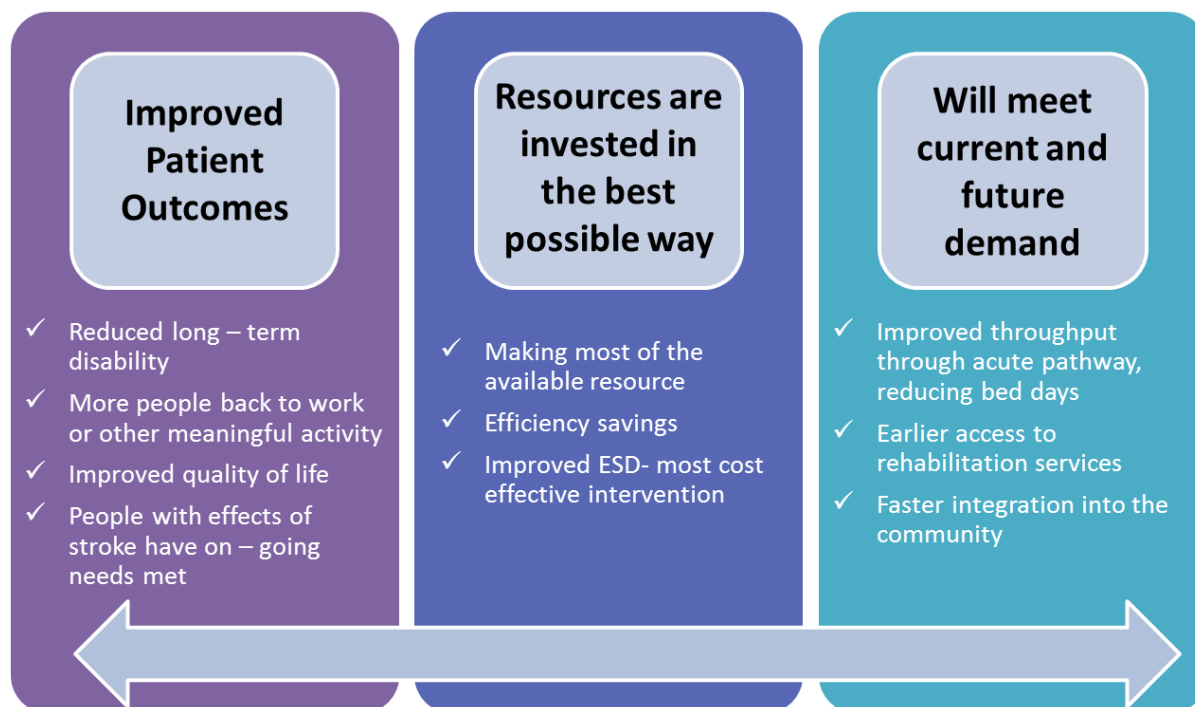 Improved
Patient
Outcomes
✓ Reduced long – term
disability
✓ More people back to work
or other meaningful activity
✓ Improved quality of life
✓ People with effects of
stroke have on – going
needs met
Resources are
invested in
the best
possible way
✓ Making most of the
available resource
✓ Efficiency savings
✓ Improved ESD- most cost
effective intervention
Will meet
current and
future
demand
✓ Improved throughput
through acute pathway,
reducing bed days
✓ Earlier access to
rehabilitation services
✓ Faster integration into the
community